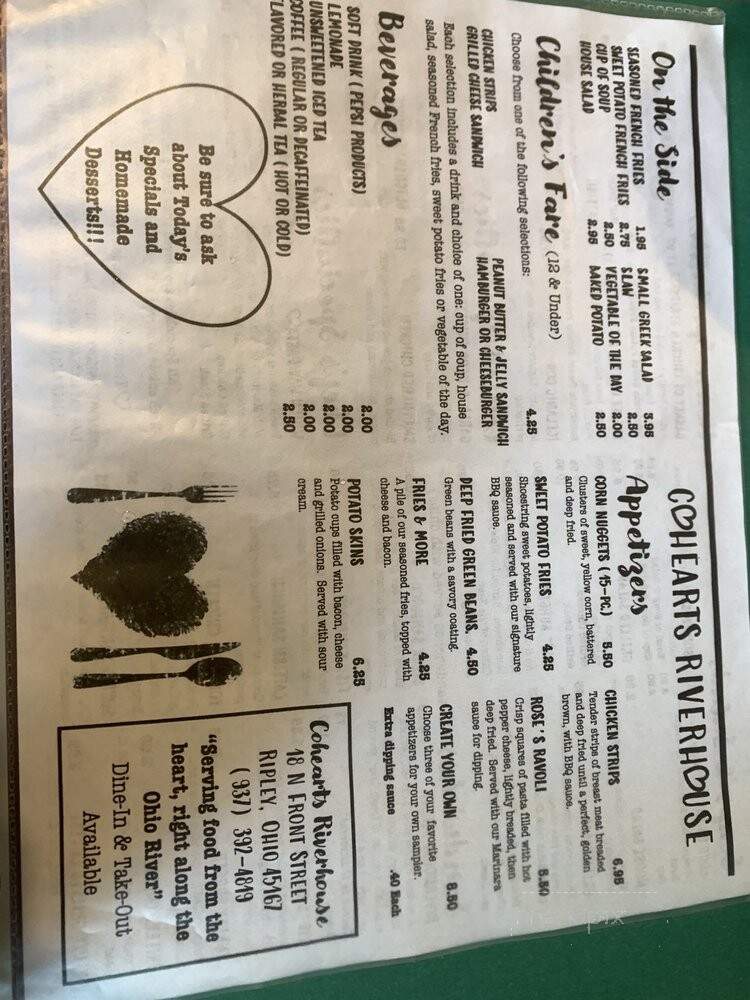 COHEARTS RIVERHOUSE
On the Side
SEASONED FRENCH FRIES 1.95
SWEET POTATO FRENCH FRIES 2.75
CUP OF SOUP 2.50
HOUSE SALAD 2.95
SMALL GREEK SALAD 3.95
SLAW 2.50
VEGETABLE OF THE DAY 2.00
BAKED POTATO 2.50
Children's Fare (12 & Under)
Choose from one of the following selections: 4.25
CHICKEN STRIPS
GRILLED CHEESE SANDWICH
PEANUT BUTTER & JELLY SANDWICH
HAMBURGER OR CHEESEBURGER
Each selection includes a drink and choice of one: cup of soup, house
salad, seasoned French fries, sweet potato fries or vegetable of the day.
Beverages
SOFT DRINK ( PEPSI PRODUCTS) 2.00
LEMONADE 2.00
UNSWEETENED ICED TEA 2.00
COFFEE ( REGULAR OR DECAFFEINATED) 2.00
FLAVORED OR HERBAL TEA ( HOT OR COLD) 2.50
Be sure to ask
about Today's
Specials and
Homemade
Desserts!!!
Appetizers
CORN NUGGETS ( 15-PC.) 5.50
Clusters of sweet, yellow corn, battered
and deep fried.
SWEET POTATO FRIES 4.25
Shoestring sweet potatoes, lightly
seasoned and served with our signature
BBQ sauce.
DEEP FRIED GREEN BEANS, 4.50
Green beans with a savory coating.
FRIES & MORE 4.25
A pile of our seasoned fries, topped with
cheese and bacon.
POTATO SKINS 6.25
Potato cups filled with bacon, cheese
and grilled onions. Served with sour
cream.
CHICKEN STRIPS 6.95
Tender strips of breast meat breaded
and deep fried until a perfect, golden
brown, with BBQ sauce.
ROSE'S RAVOLI 5.50
Crisp squares of pasta filled with hot
pepper cheese, lightly breaded, then
deep fried. Served with our Marinara
sauce for dipping.
CREATE YOUR OWN 8.50
Choose three of your favorite
appetizers for your own sampler.
Extra dipping sauce .40 Each
Cohearts Riverhouse
18 N FRONT STREET
RIPLEY, OHIO 45167
( 937) 392-4819
"Serving food from the
heart, right along the
Ohio River"
Dine-In & Take-Out
Available